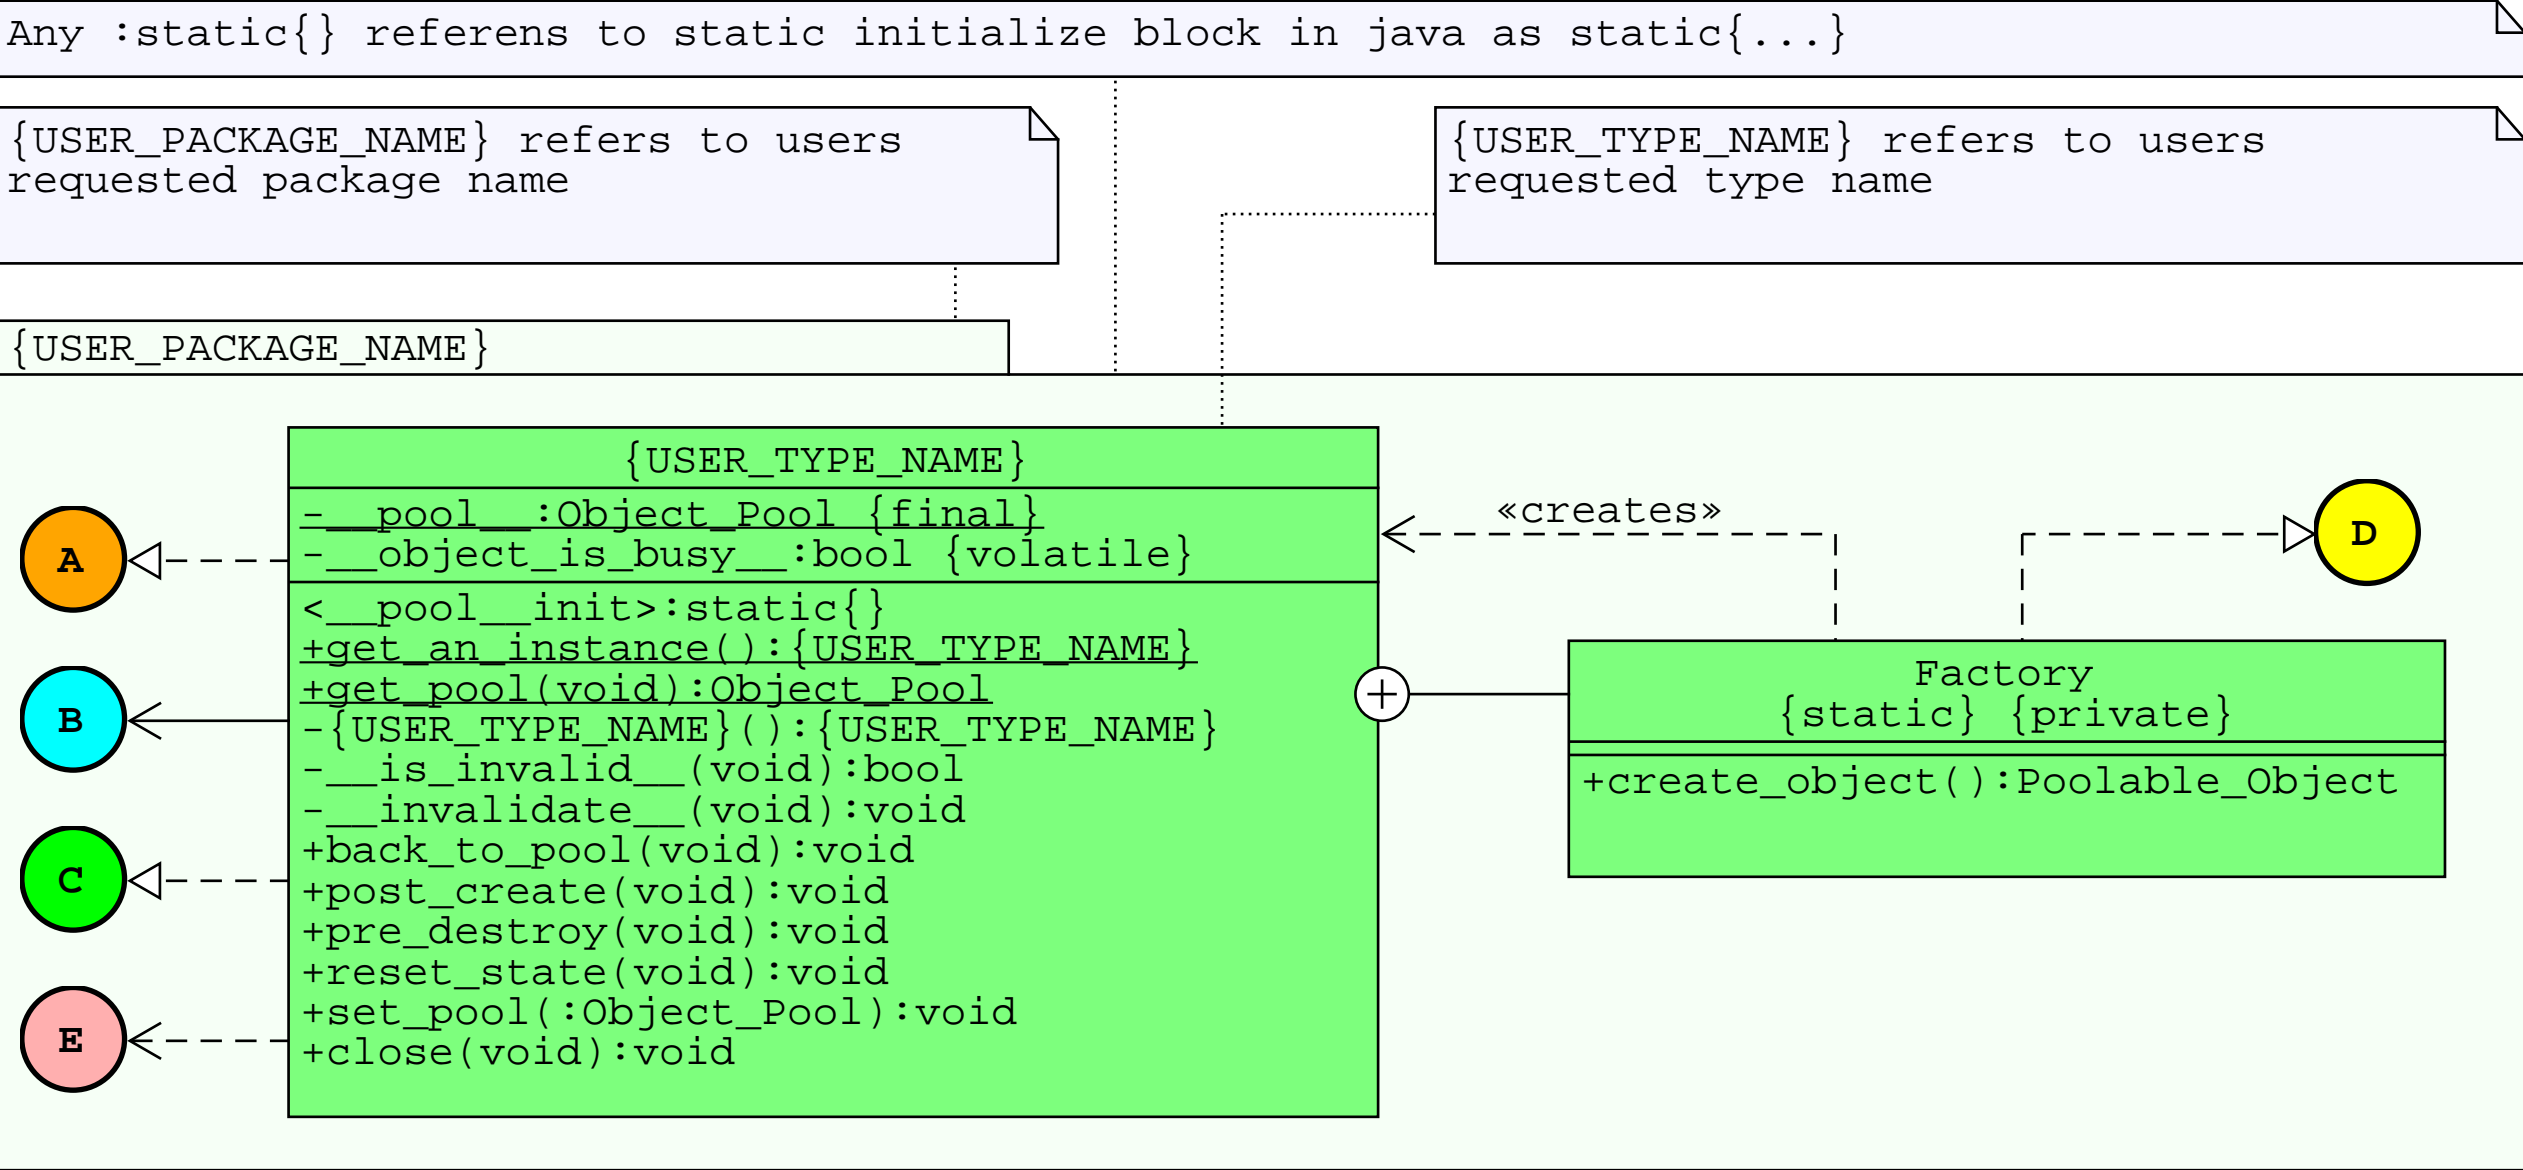 Any :static{} referens to static initialize block in java as static{...}
{USER_PACKAGE_NAME} refers to users
requested package name
{USER_TYPE_NAME} refers to users
requested type name
{USER_PACKAGE_NAME}
{USER_TYPE_NAME}
-__pool__:Object_Pool {final}
-__object_is_busy__:bool {volatile}
<__pool__init>:static{}
+get_an_instance():{USER_TYPE_NAME}
+get_pool(void):Object_Pool
-{USER_TYPE_NAME}():{USER_TYPE_NAME}
-__is_invalid__(void):bool
-__invalidate__(void):void
+back_to_pool(void):void
+post_create(void):void
+pre_destroy(void):void
+reset_state(void):void
+set_pool(:Object_Pool):void
+close(void):void
A
B
C
E
«creates»
D
Factory
{static} {private}
+create_object():Poolable_Object